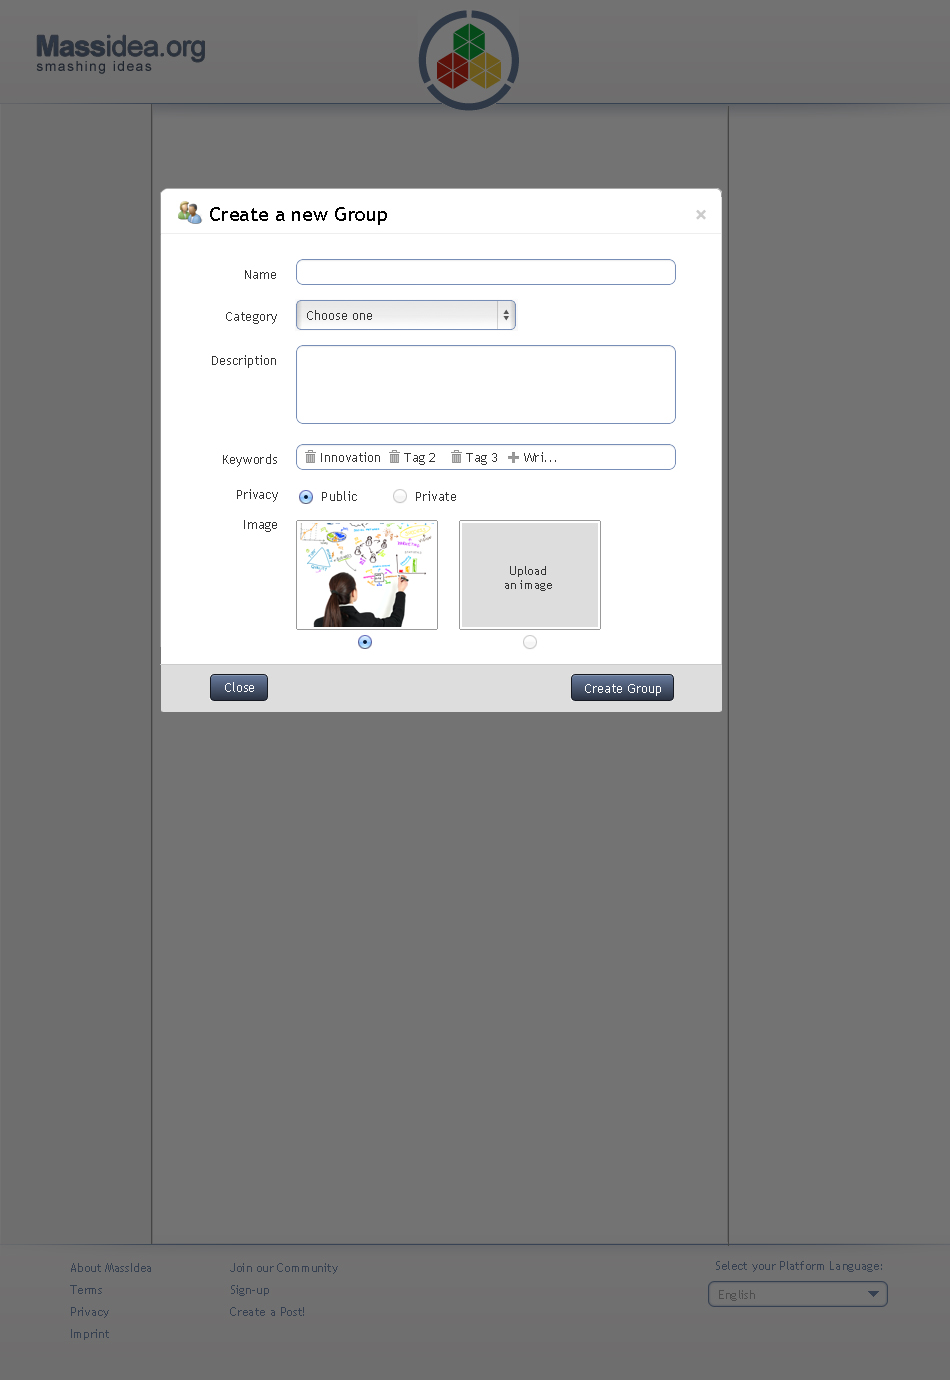 Massidea.org
smashing ideas
Create a new Group
×
Name
Category
Choose one
Description
Keywords
Innovation Tag 2 Tag 3 Wri...
Privacy
Public Private
Image
Upload
an image
Close Create Group
About MassIdea
Terms
Privacy
Imprint
Join our Community
Sign-up
Create a Post!
Select your Platform Language:
English